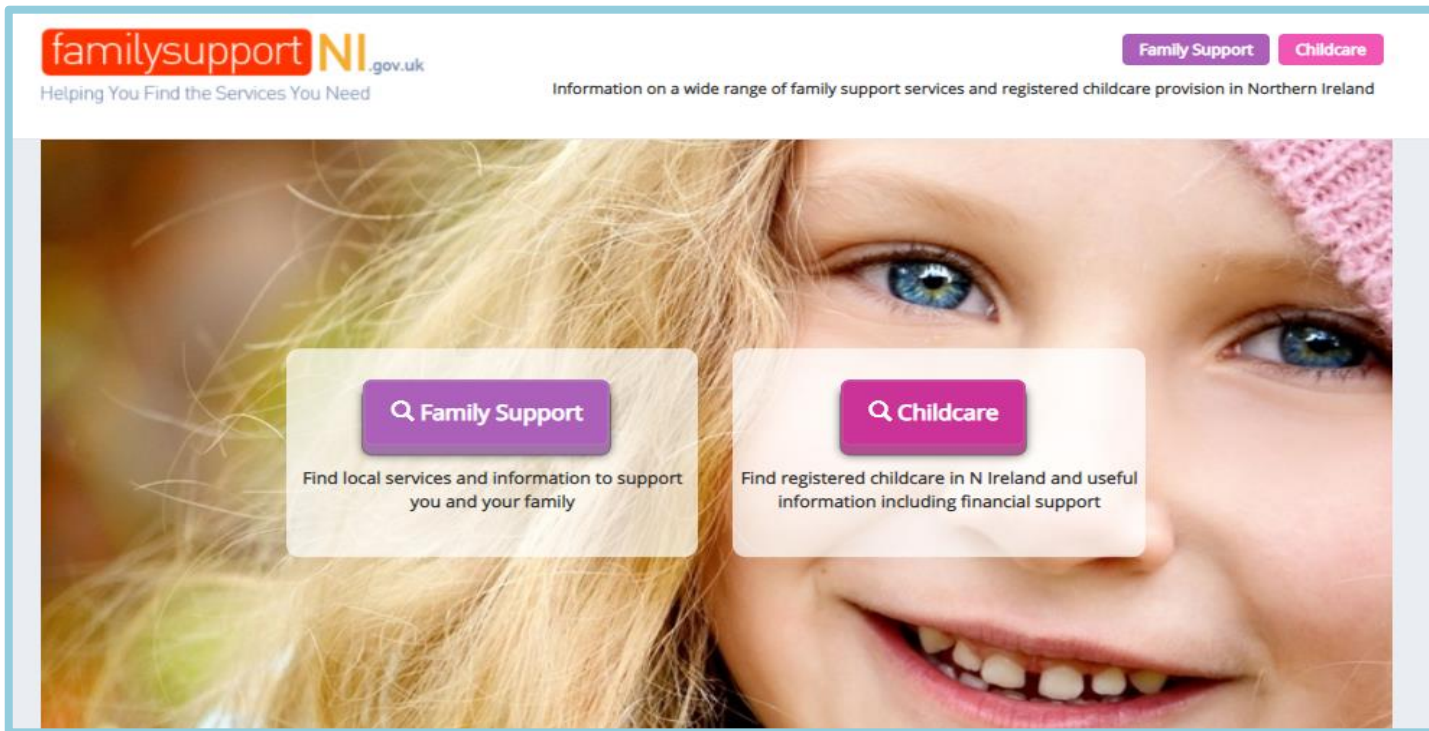 familysupport NI .gov.uk
Helping You Find the Services You Need
Family Support Childcare
Information on a wide range of family support services and registered childcare provision in Northern Ireland
Family Support
Find local services and information to support
you and your family
Childcare
Find registered childcare in N Ireland and useful
information including financial support